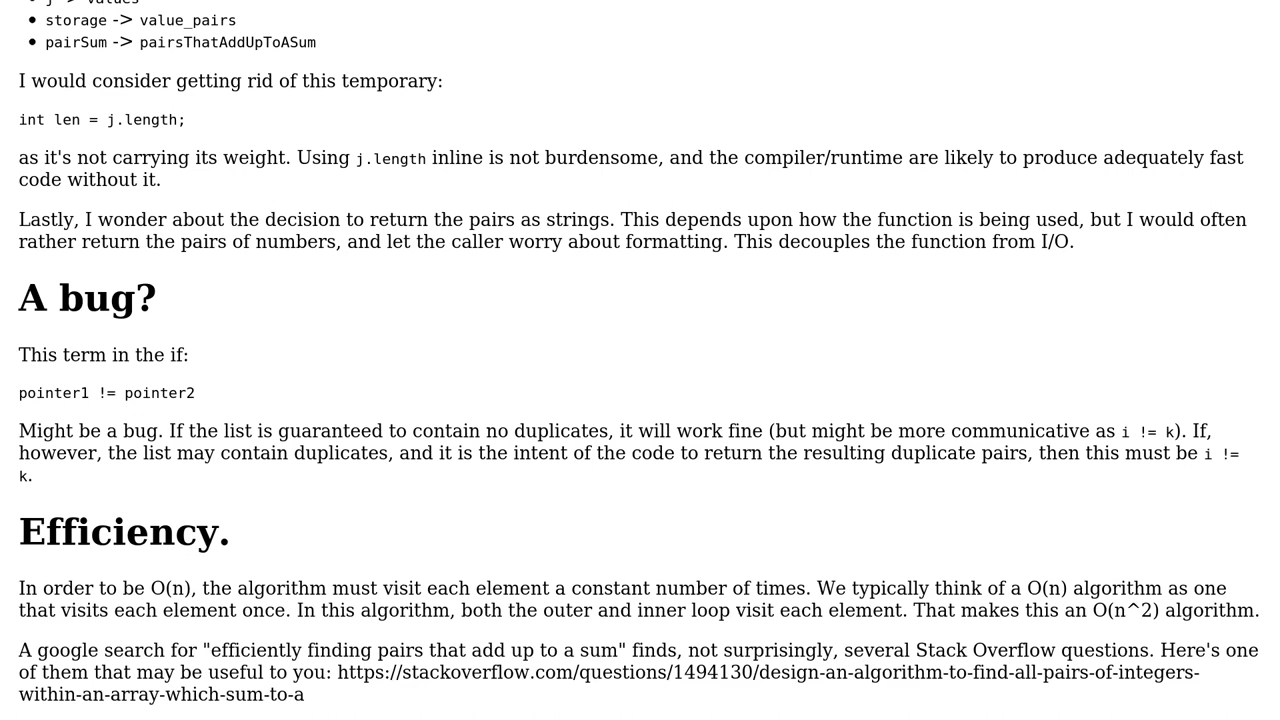 j -> values
storage -> value_pairs
pairSum -> pairsThatAddUpToASum
I would consider getting rid of this temporary:
int len = j.length;
as it's not carrying its weight. Using j.length inline is not burdensome, and the compiler/runtime are likely to produce adequately fast
code without it.
Lastly, I wonder about the decision to return the pairs as strings. This depends upon how the function is being used, but I would often
rather return the pairs of numbers, and let the caller worry about formatting. This decouples the function from I/O.
A bug?
This term in the if:
pointer1 != pointer2
Might be a bug. If the list is guaranteed to contain no duplicates, it will work fine (but might be more communicative as i != k). If,
however, the list may contain duplicates, and it is the intent of the code to return the resulting duplicate pairs, then this must be i !=
k.
Efficiency.
In order to be O(n), the algorithm must visit each element a constant number of times. We typically think of a O(n) algorithm as one
that visits each element once. In this algorithm, both the outer and inner loop visit each element. That makes this an O(n^2) algorithm.
A google search for "efficiently finding pairs that add up to a sum" finds, not surprisingly, several Stack Overflow questions. Here's one
of them that may be useful to you: https://stackoverflow.com/questions/1494130/design-an-algorithm-to-find-all-pairs-of-integers-
within-an-array-which-sum-to-a